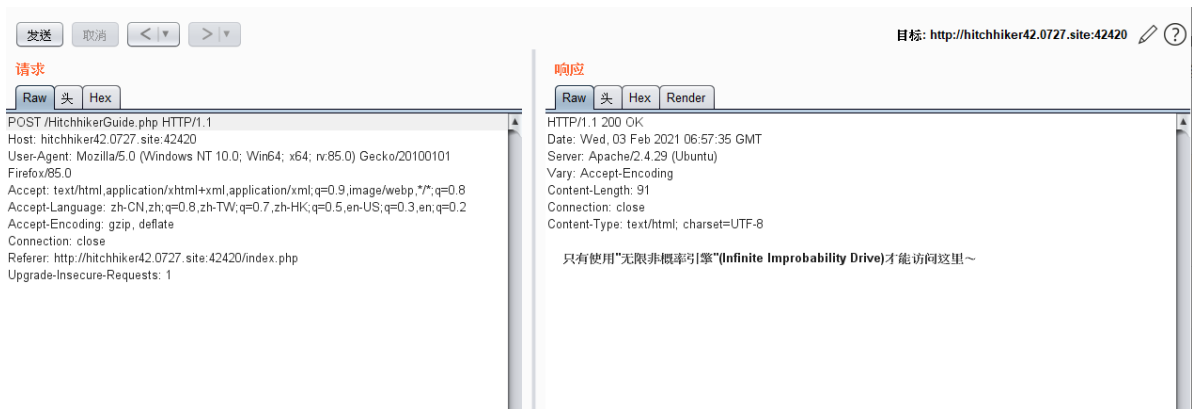 发送 取消 < ▼ > ▼ 目标: http://hitchhiker42.0727.site:42420 ?
请求
Raw 头 Hex
POST /HitchhikerGuide.php HTTP/1.1
Host: hitchhiker42.0727.site:42420
User-Agent: Mozilla/5.0 (Windows NT 10.0; Win64; x64; rv:85.0) Gecko/20100101
Firefox/85.0
Accept: text/html,application/xhtml+xml,application/xml;q=0.9,image/webp,*/*;q=0.8
Accept-Language: zh-CN,zh;q=0.8,zh-TW;q=0.7,zh-HK;q=0.5,en-US;q=0.3,en;q=0.2
Accept-Encoding: gzip, deflate
Connection: close
Referer: http://hitchhiker42.0727.site:42420/index.php
Upgrade-Insecure-Requests: 1
响应
Raw 头 Hex Render
HTTP/1.1 200 OK
Date: Wed, 03 Feb 2021 06:57:35 GMT
Server: Apache/2.4.29 (Ubuntu)
Vary: Accept-Encoding
Content-Length: 91
Connection: close
Content-Type: text/html; charset=UTF-8
只有使用"无限非概率引擎"(Infinite Improbability Drive)才能访问这里～